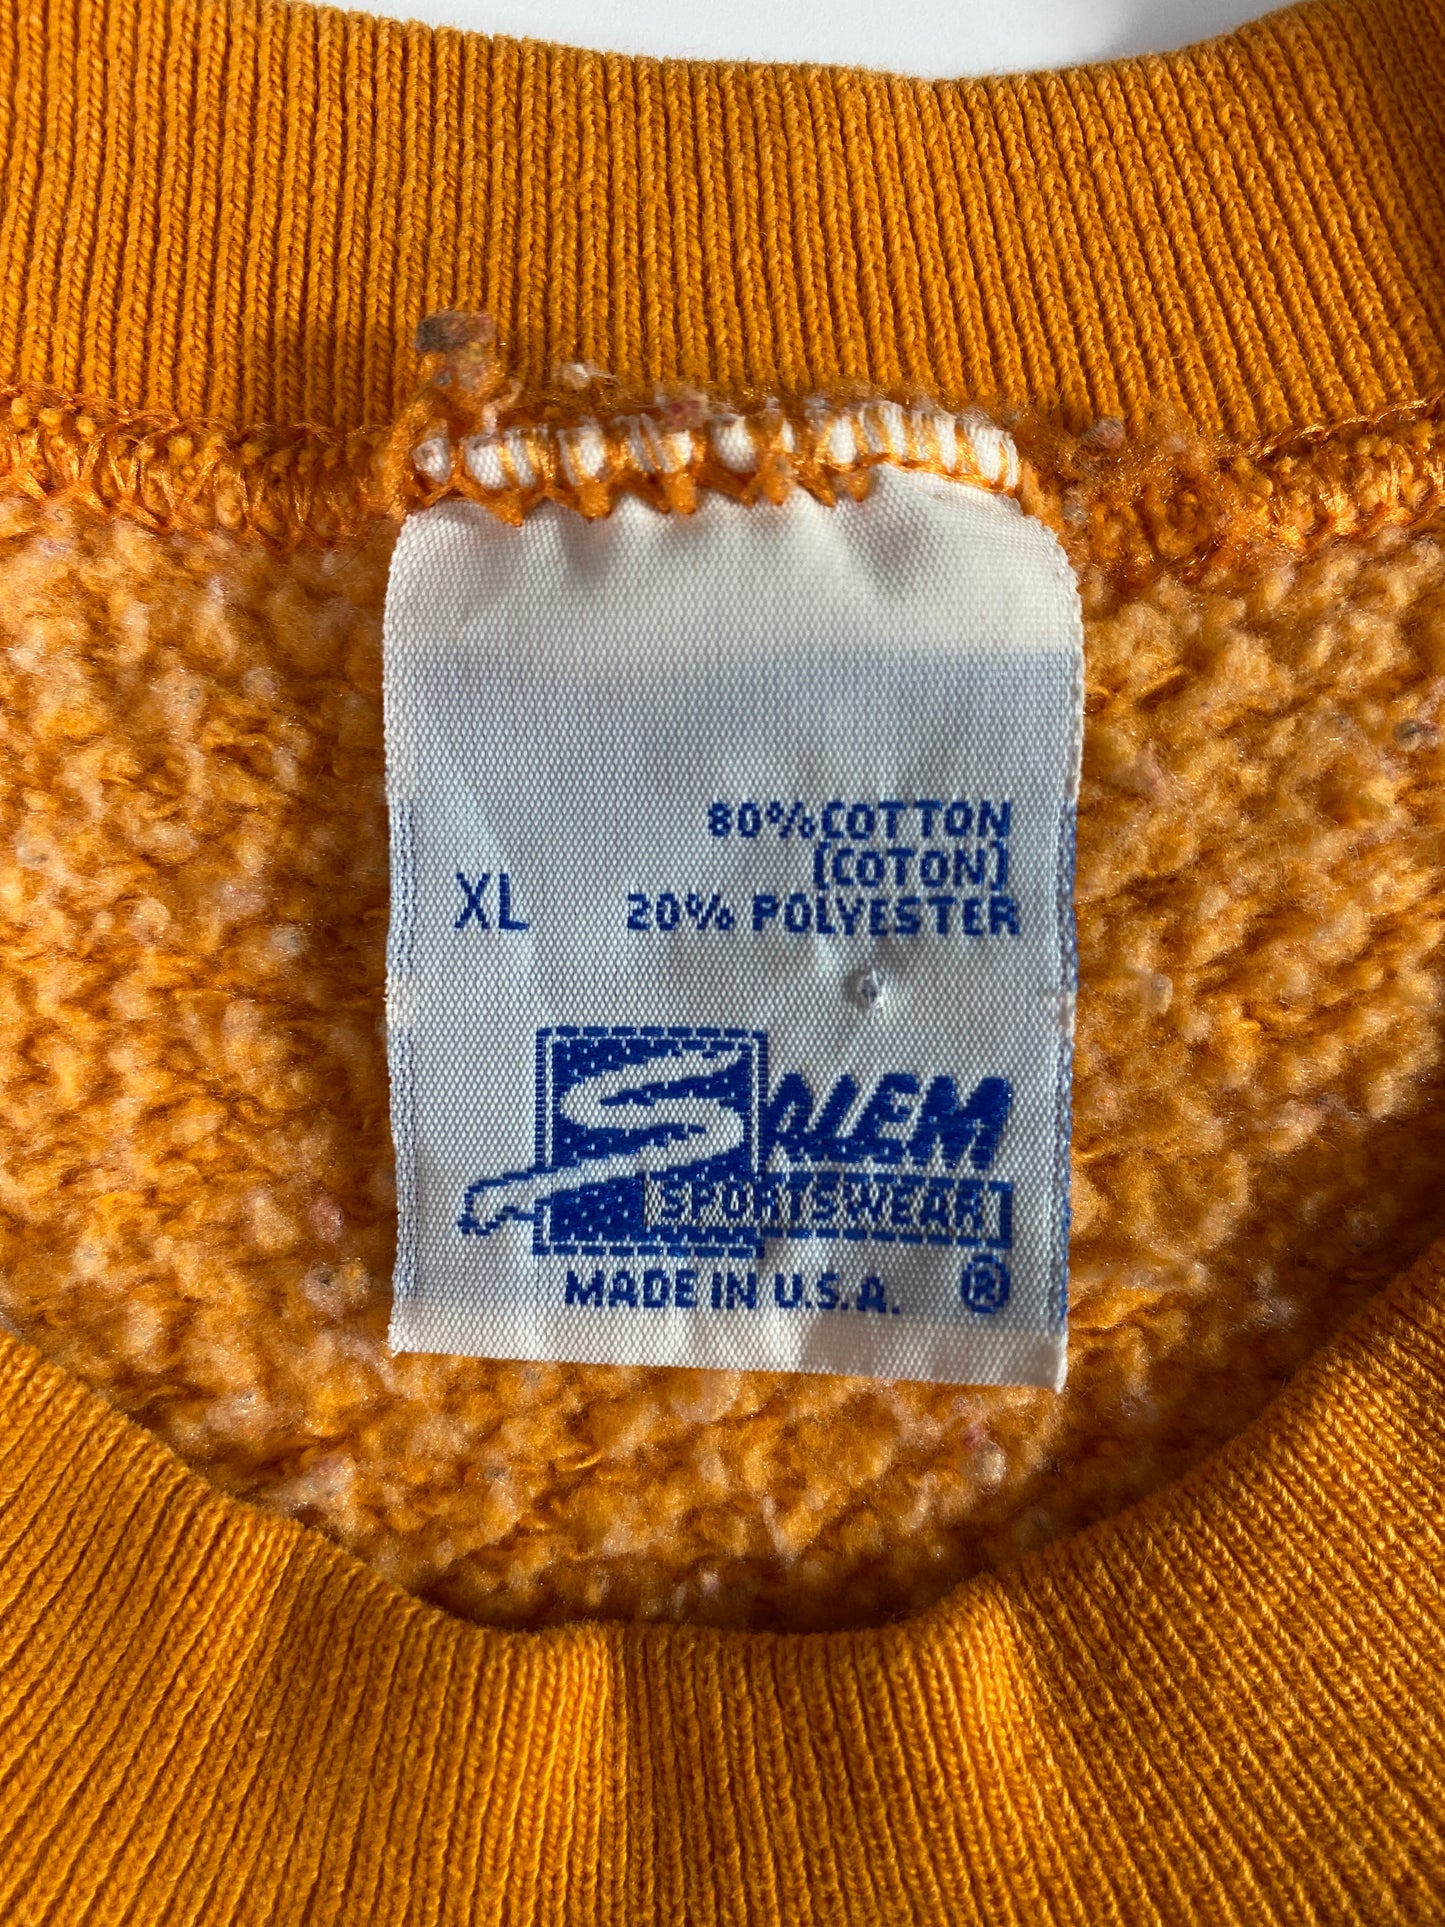 80% COTTON
(COTON)
XL 20% POLYESTER
SALEM
SPORTSWEAR
MADE IN U.S.A. ®